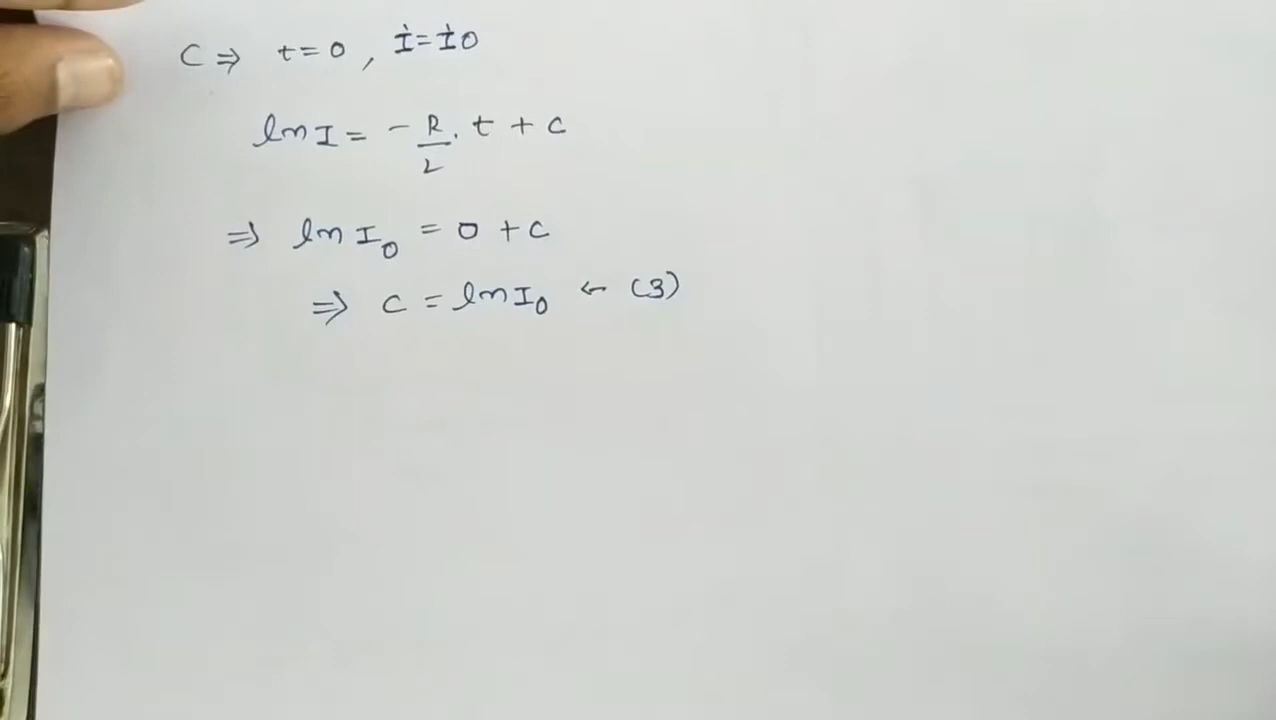 C ⇒ t=0, i=i0
ln I = - R/L . t + c
⇒ ln I₀ = 0 + c
⇒ c = ln I₀ ← (3)